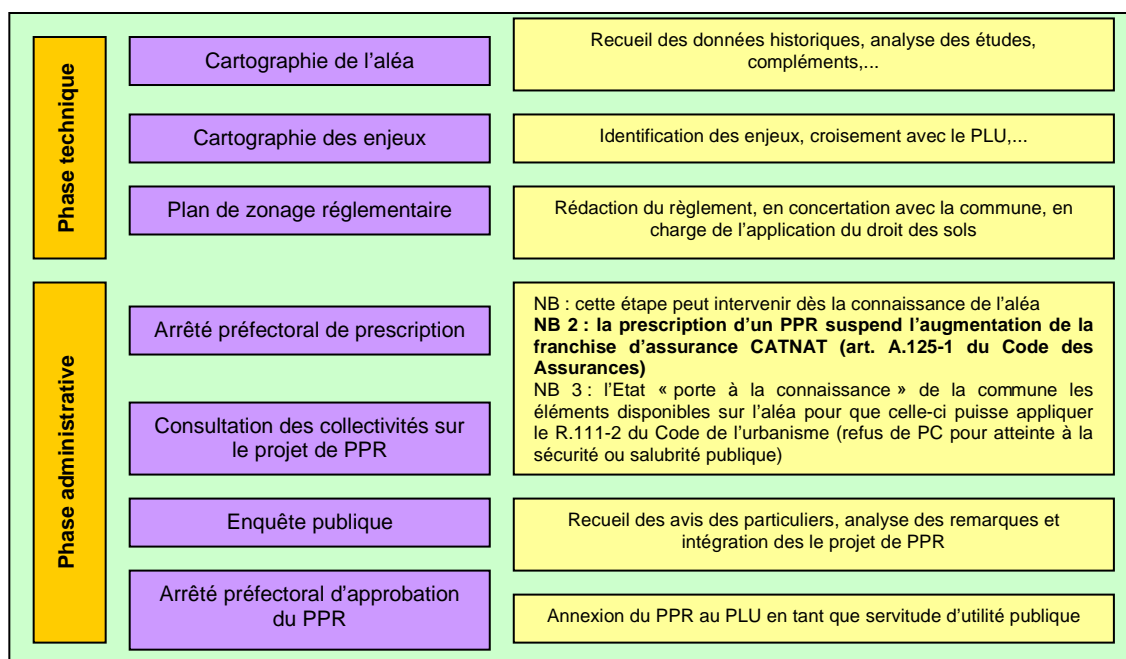 Phase technique
Cartographie de l’aléa
Recueil des données historiques, analyse des études,
compléments,...
Cartographie des enjeux
Identification des enjeux, croisement avec le PLU,...
Plan de zonage réglementaire
Rédaction du règlement, en concertation avec la commune, en
charge de l’application du droit des sols
Phase administrative
Arrêté préfectoral de prescription
NB : cette étape peut intervenir dès la connaissance de l’aléa
NB 2 : la prescription d’un PPR suspend l’augmentation de la
franchise d’assurance CATNAT (art. A.125-1 du Code des
Assurances)
NB 3 : l’Etat « porte à la connaissance » de la commune les
éléments disponibles sur l’aléa pour que celle-ci puisse appliquer
le R.111-2 du Code de l’urbanisme (refus de PC pour atteinte à la
sécurité ou salubrité publique)
Consultation des collectivités sur
le projet de PPR
Enquête publique
Recueil des avis des particuliers, analyse des remarques et
intégration des le projet de PPR
Arrêté préfectoral d’approbation
du PPR
Annexion du PPR au PLU en tant que servitude d’utilité publique